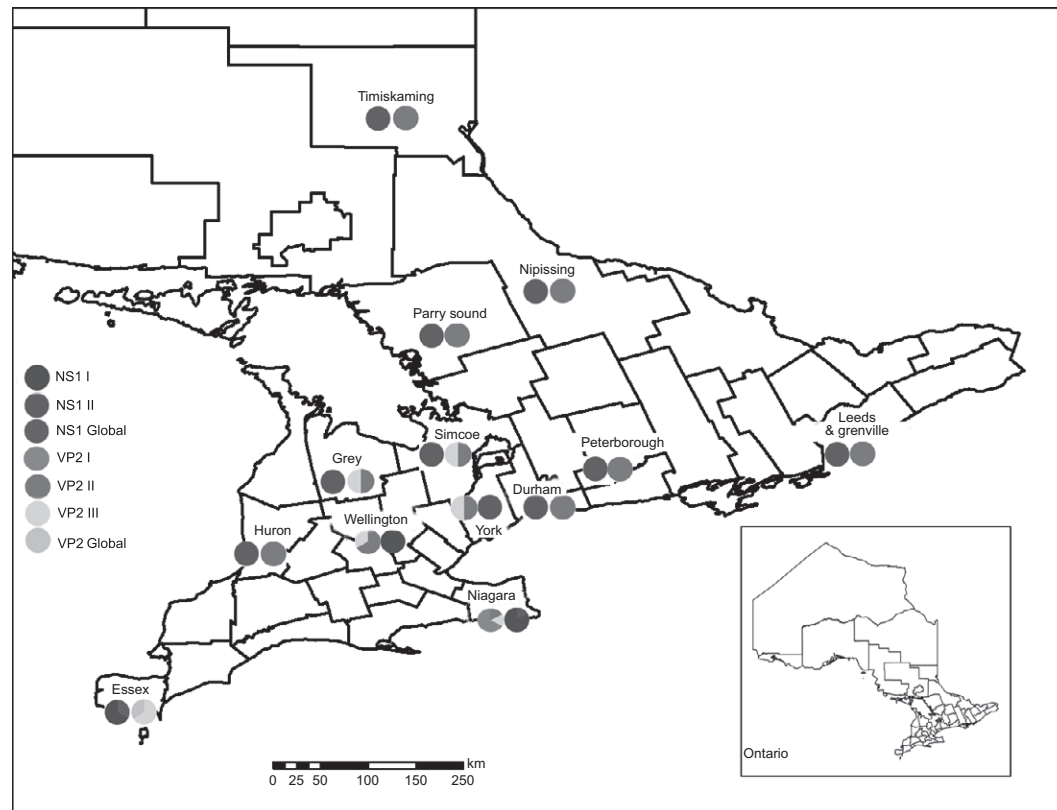 Timiskaming
Nipissing
Parry sound
NS1 I
NS1 II
NS1 Global
VP2 I
VP2 II
VP2 III
VP2 Global
Simcoe
Grey
Peterborough
Leeds
& grenville
Durham
York
Wellington
Huron
Niagara
Essex
km
0 25 50 100 150 250
Ontario